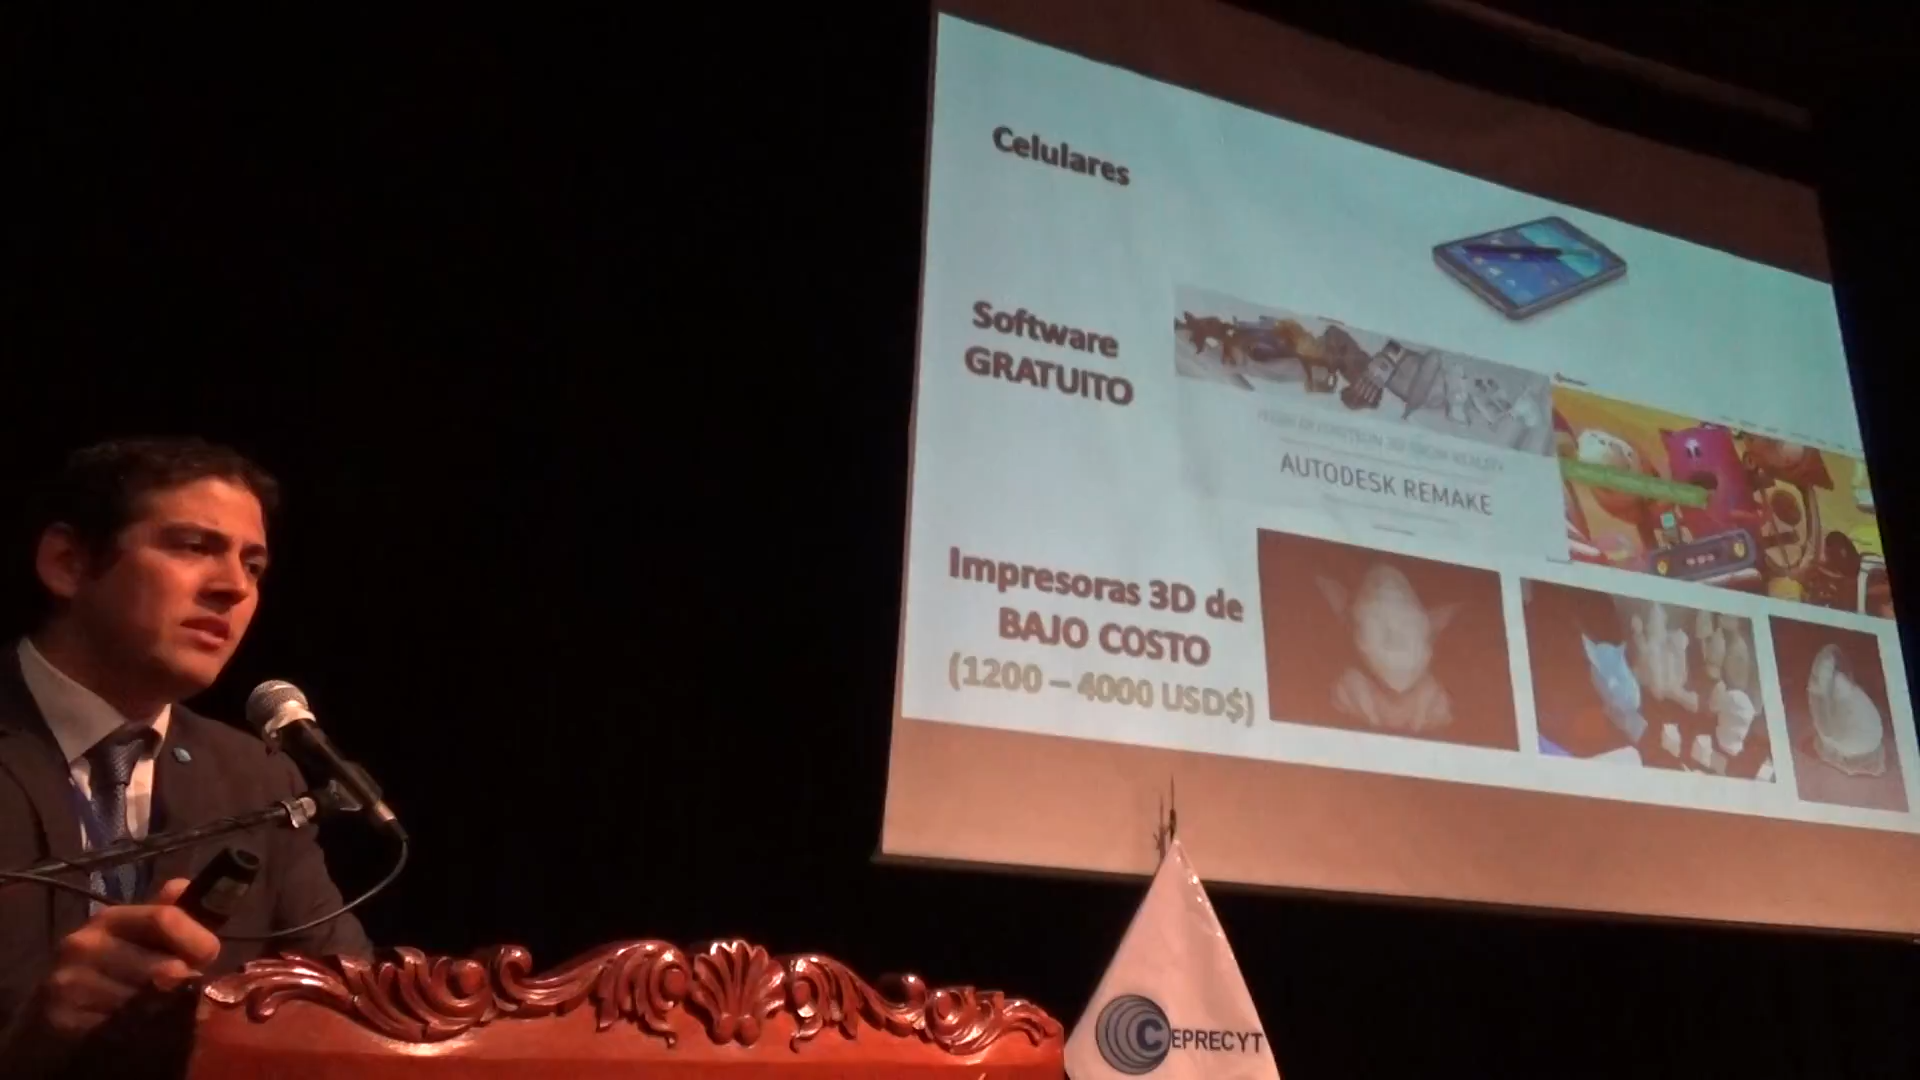 Celulares
Software
GRATUITO
AUTODESK REMAKE
Impresoras 3D de
BAJO COSTO
(1200 – 4000 USD$)
CEPRECYT